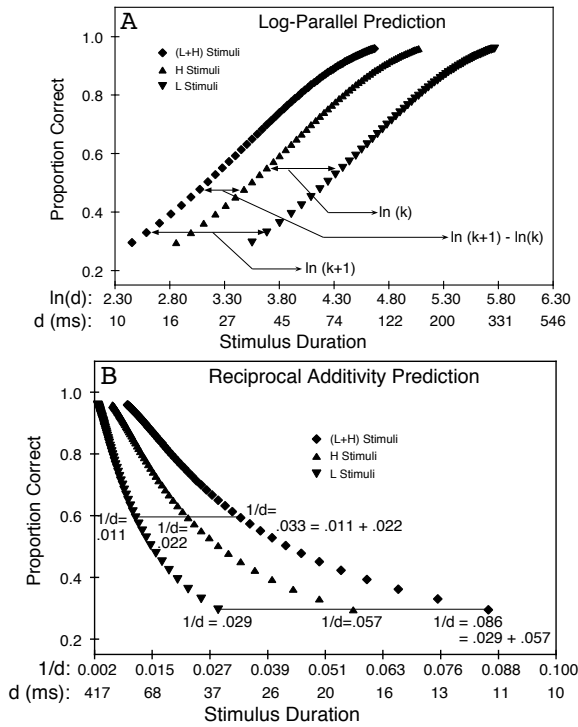 A
Log-Parallel Prediction
(L+H) Stimuli
H Stimuli
L Stimuli
Proportion Correct
1.0
0.8
0.6
0.4
0.2
ln (k)
ln (k+1) - ln(k)
ln (k+1)
ln(d): 2.30 2.80 3.30 3.80 4.30 4.80 5.30 5.80 6.30
d (ms): 10 16 27 45 74 122 200 331 546
Stimulus Duration
B
Reciprocal Additivity Prediction
(L+H) Stimuli
H Stimuli
L Stimuli
Proportion Correct
1.0
0.8
0.6
0.4
0.2
1/d=
.011
1/d=
.022
1/d=
.033 = .011 + .022
1/d = .029
1/d=.057
1/d = .086
= .029 + .057
1/d: 0.002 0.015 0.027 0.039 0.051 0.063 0.076 0.088 0.100
d (ms): 417 68 37 26 20 16 13 11 10
Stimulus Duration